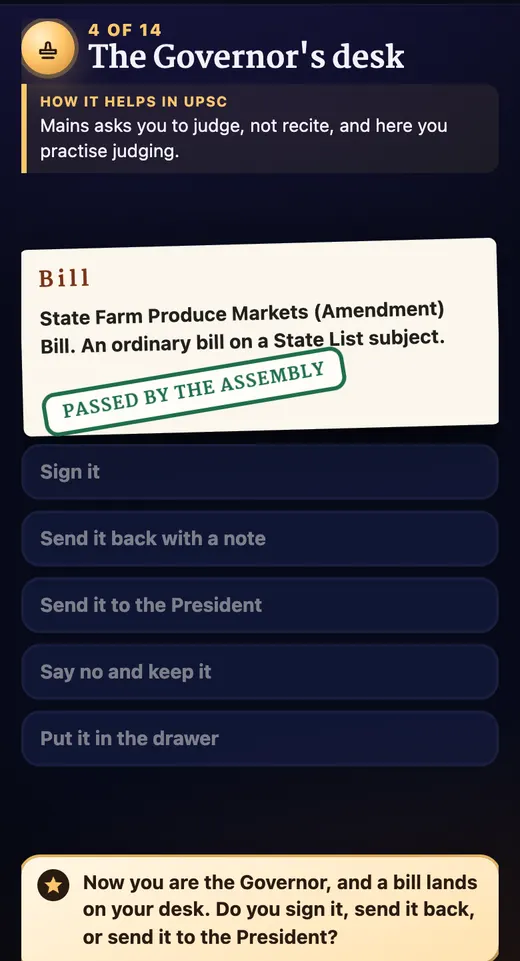 4 OF 14
The Governor's desk
HOW IT HELPS IN UPSC
Mains asks you to judge, not recite, and here you
practise judging.
Bill
State Farm Produce Markets (Amendment)
Bill. An ordinary bill on a State List subject.
PASSED BY THE ASSEMBLY
Sign it
Send it back with a note
Send it to the President
Say no and keep it
Put it in the drawer
Now you are the Governor, and a bill lands
on your desk. Do you sign it, send it back,
or send it to the President?